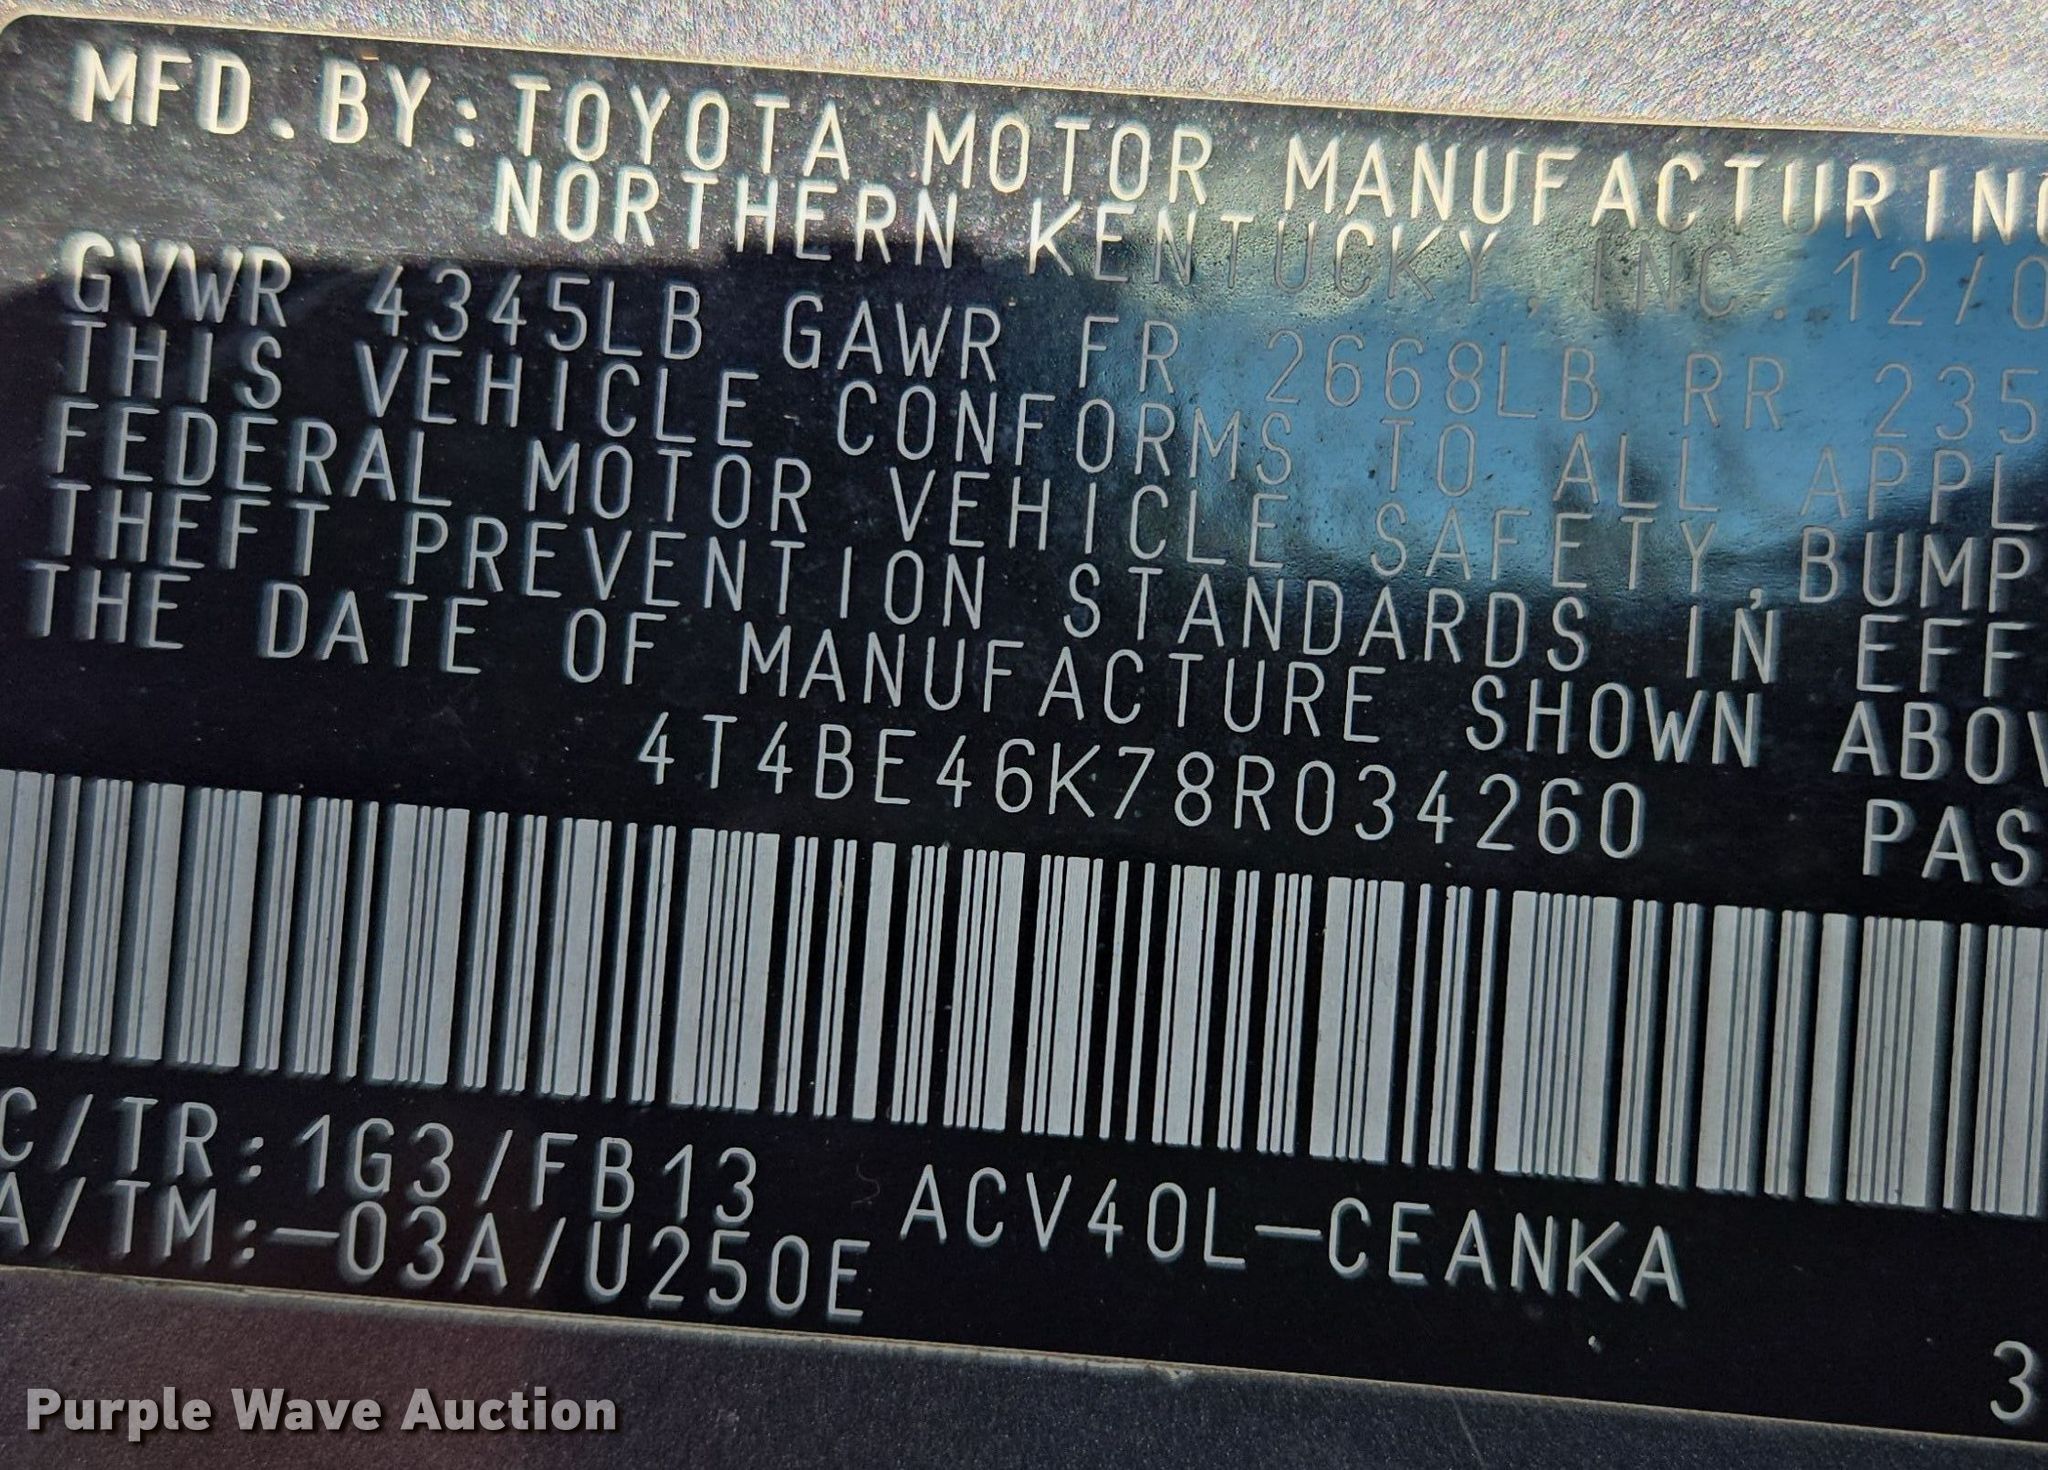 MFD.BY:TOYOTA MOTOR MANUFACTURING
NORTHERN KENTUCKY, INC. 12/0
GVWR 4345LB GAWR FR 2668LB RR 235
THIS VEHICLE CONFORMS TO ALL APPL
FEDERAL MOTOR VEHICLE SAFETY,BUMP
THEFT PREVENTION STANDARDS IN EFF
THE DATE OF MANUFACTURE SHOWN ABOV
4T4BE46K78R034260 PAS
C/TR:1G3/FB13 ACV40L-CEANKA
A/TM:-03A/U250E
3
Purple Wave Auction